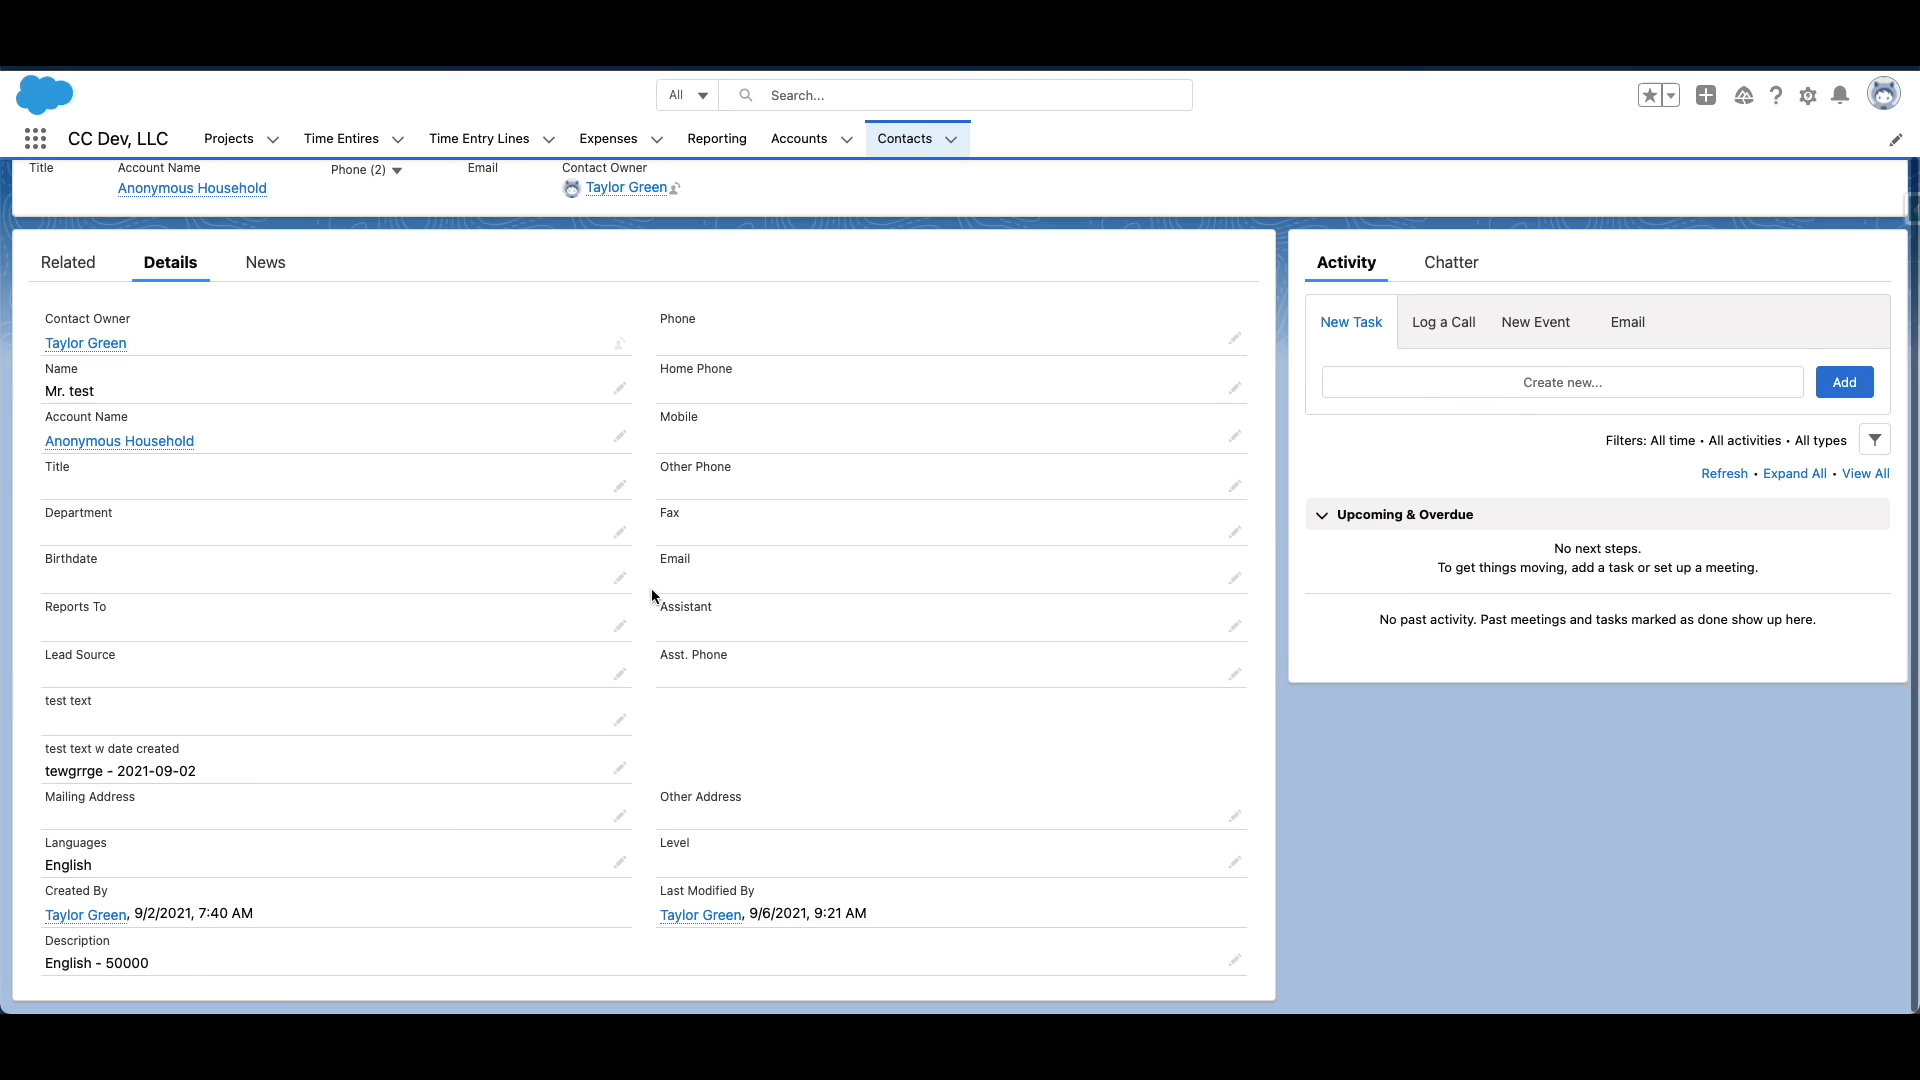 All
Search...
CC Dev, LLC
Projects
Time Entires
Time Entry Lines
Expenses
Reporting
Accounts
Contacts
Title
Account Name
Phone (2)
Email
Contact Owner
Anonymous Household
Taylor Green
Related
Details
News
Contact Owner
Taylor Green
Name
Mr. test
Account Name
Anonymous Household
Title
Department
Birthdate
Reports To
Lead Source
test text
test text w date created
tewgrrge - 2021-09-02
Mailing Address
Languages
English
Created By
Taylor Green, 9/2/2021, 7:40 AM
Description
English - 50000
Phone
Home Phone
Mobile
Other Phone
Fax
Email
Assistant
Asst. Phone
Other Address
Level
Last Modified By
Taylor Green, 9/6/2021, 9:21 AM
Activity
Chatter
New Task
Log a Call
New Event
Email
Create new...
Add
Filters: All time • All activities • All types
Refresh • Expand All • View All
Upcoming & Overdue
No next steps.
To get things moving, add a task or set up a meeting.
No past activity. Past meetings and tasks marked as done show up here.